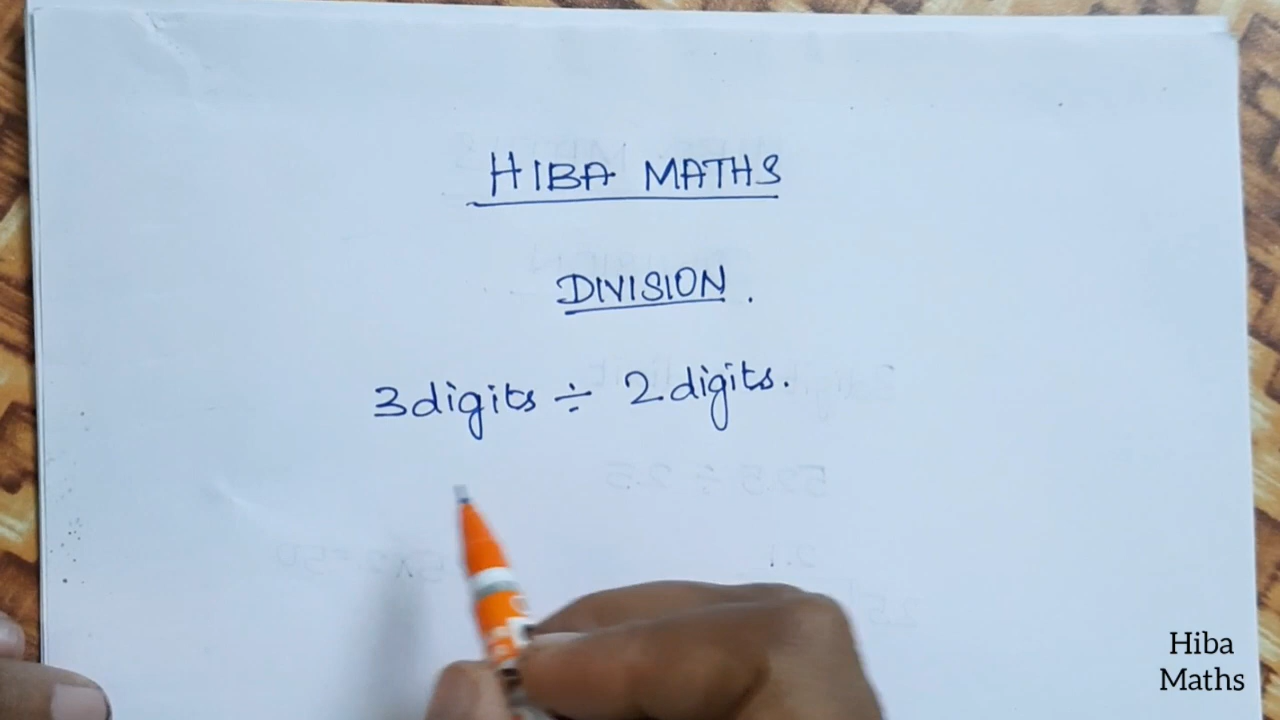 HIBA MATHS
DIVISION.
3digits ÷ 2digits.
Hiba
Maths